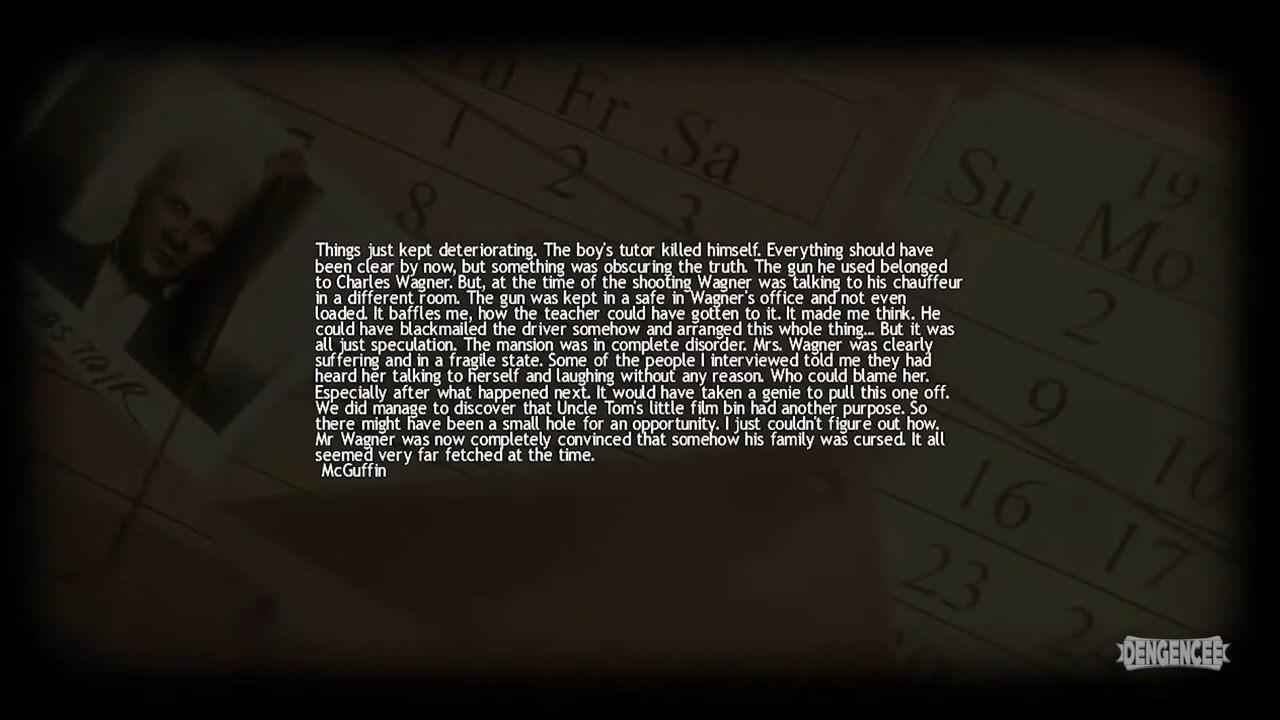 Things just kept deteriorating. The boy's tutor killed himself. Everything should have
been clear by now, but something was obscuring the truth. The gun he used belonged
to Charles Wagner. But, at the time of the shooting Wagner was talking to his chauffeur
in a different room. The gun was kept in a safe in Wagner's office and not even
loaded. It baffles me, how the teacher could have gotten to it. It made me think. He
could have blackmailed the driver somehow and arranged this whole thing... But it was
all just speculation. The mansion was in complete disorder. Mrs. Wagner was clearly
suffering and in a fragile state. Some of the people I interviewed told me they had
heard her talking to herself and laughing without any reason. Who could blame her.
Especially after what happened next. It would have taken a genie to pull this one off.
We did manage to discover that Uncle Tom's little film bin had another purpose. So
there might have been a small hole for an opportunity. I just couldn't figure out how.
Mr Wagner was now completely convinced that somehow his family was cursed. It all
seemed very far fetched at the time.
McGuffin
Fr Sa
1 2 3
8
Su Mo
2
9 10
16 17
23
DENGENCEE